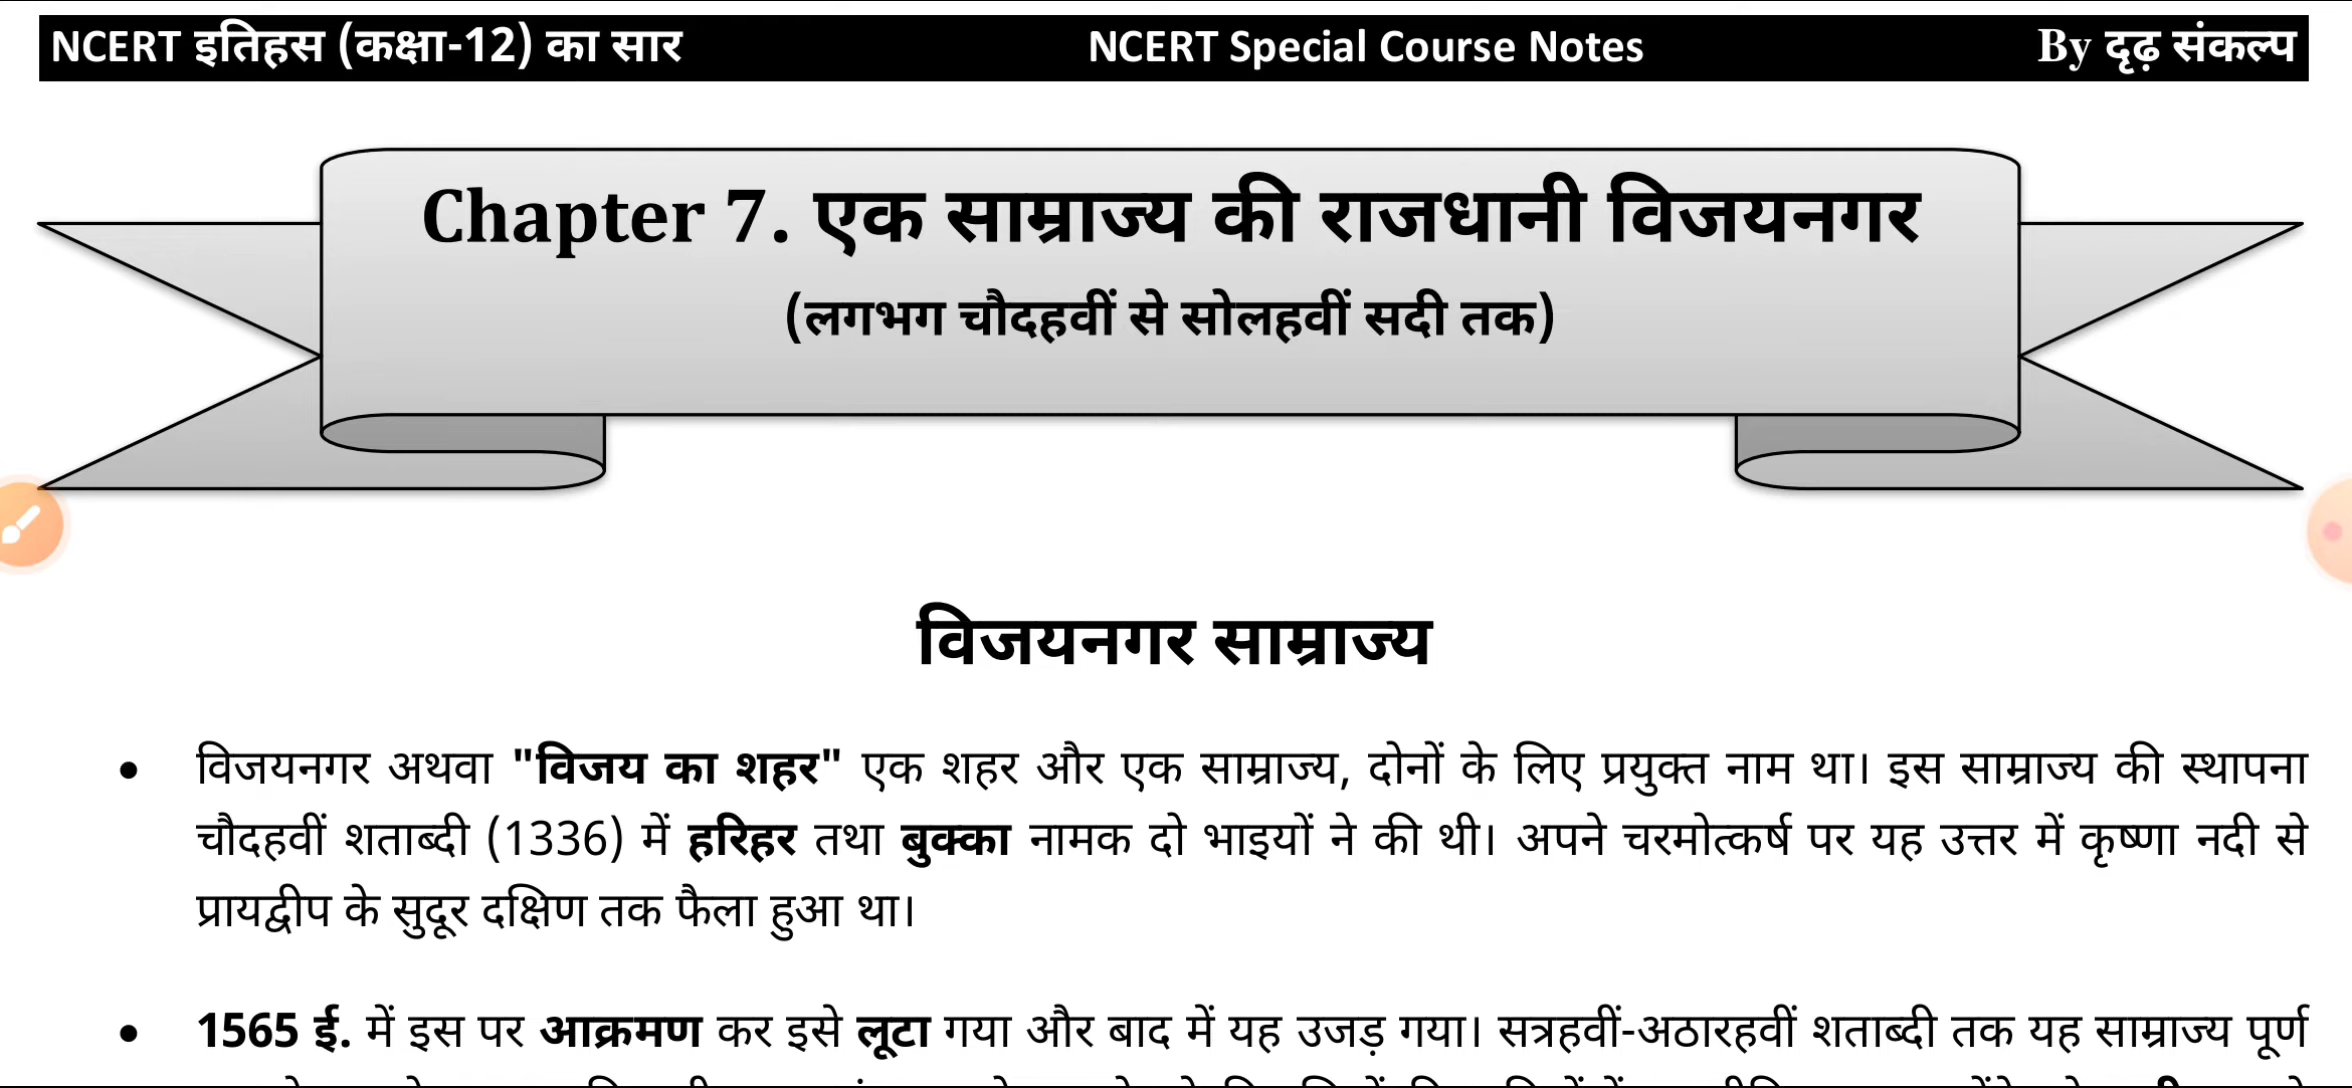 NCERT इतिहस (कक्षा-12) का सार NCERT Special Course Notes By दृढ़ संकल्प
Chapter 7. एक साम्राज्य की राजधानी विजयनगर
(लगभग चौदहवीं से सोलहवीं सदी तक)
विजयनगर साम्राज्य
• विजयनगर अथवा "विजय का शहर" एक शहर और एक साम्राज्य, दोनों के लिए प्रयुक्त नाम था। इस साम्राज्य की स्थापना
चौदहवीं शताब्दी (1336) में हरिहर तथा बुक्का नामक दो भाइयों ने की थी। अपने चरमोत्कर्ष पर यह उत्तर में कृष्णा नदी से
प्रायद्वीप के सुदूर दक्षिण तक फैला हुआ था।
• 1565 ई. में इस पर आक्रमण कर इसे लूटा गया और बाद में यह उजड़ गया। सत्रहवीं-अठारहवीं शताब्दी तक यह साम्राज्य पूर्ण